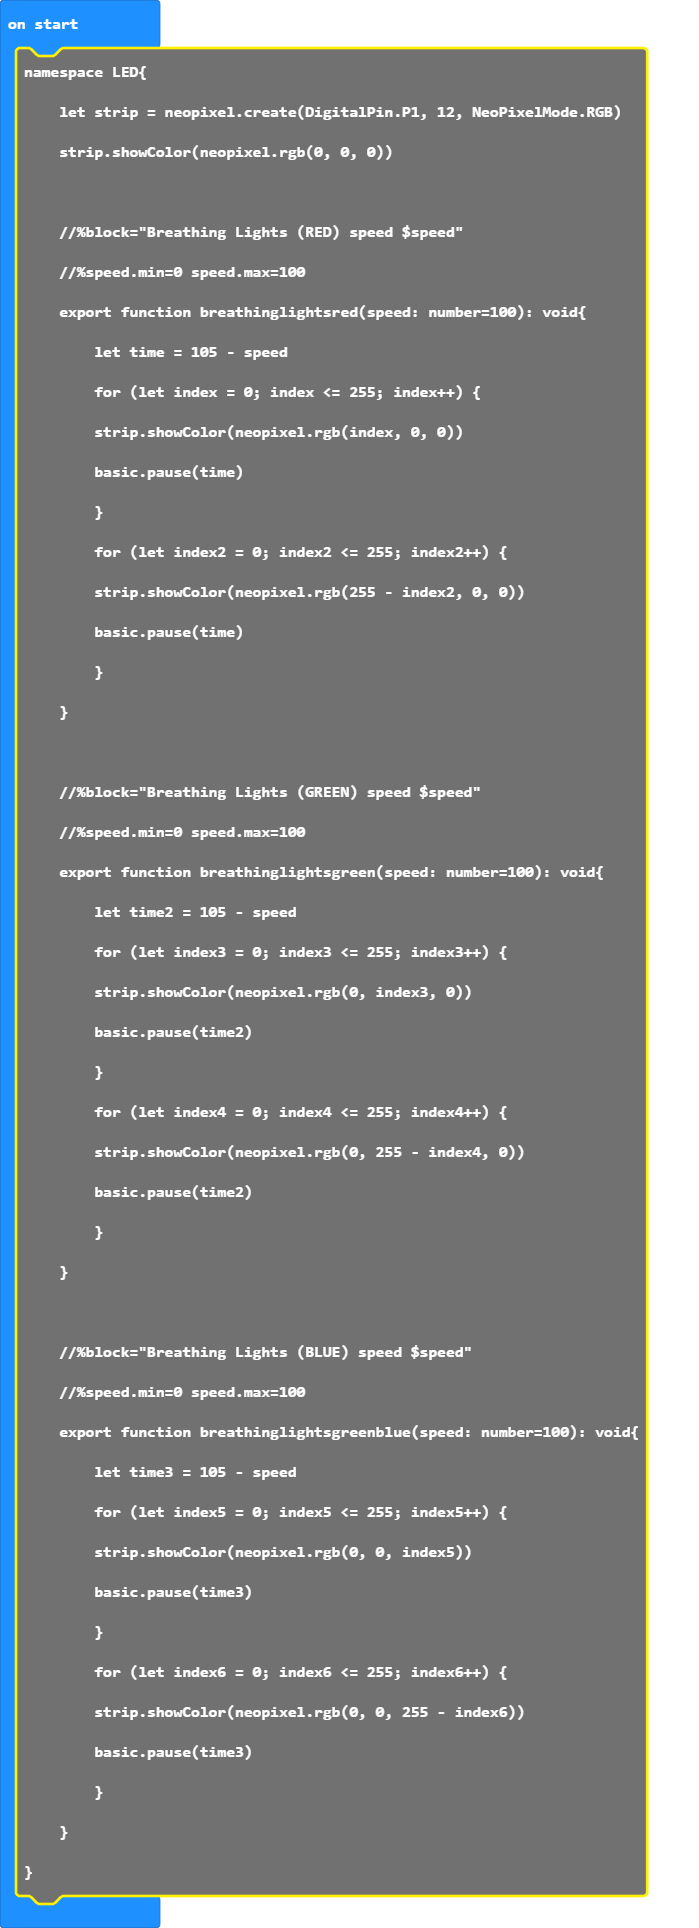 on start
namespace LED{
let strip = neopixel.create(DigitalPin.P1, 12, NeoPixelMode.RGB)
strip.showColor(neopixel.rgb(0, 0, 0))
//%block="Breathing Lights (RED) speed $speed"
//%speed.min=0 speed.max=100
export function breathinglightsred(speed: number=100): void{
let time = 105 - speed
for (let index = 0; index <= 255; index++) {
strip.showColor(neopixel.rgb(index, 0, 0))
basic.pause(time)
}
for (let index2 = 0; index2 <= 255; index2++) {
strip.showColor(neopixel.rgb(255 - index2, 0, 0))
basic.pause(time)
}
}
//%block="Breathing Lights (GREEN) speed $speed"
//%speed.min=0 speed.max=100
export function breathinglightsgreen(speed: number=100): void{
let time2 = 105 - speed
for (let index3 = 0; index3 <= 255; index3++) {
strip.showColor(neopixel.rgb(0, index3, 0))
basic.pause(time2)
}
for (let index4 = 0; index4 <= 255; index4++) {
strip.showColor(neopixel.rgb(0, 255 - index4, 0))
basic.pause(time2)
}
}
//%block="Breathing Lights (BLUE) speed $speed"
//%speed.min=0 speed.max=100
export function breathinglightsgreenblue(speed: number=100): void{
let time3 = 105 - speed
for (let index5 = 0; index5 <= 255; index5++) {
strip.showColor(neopixel.rgb(0, 0, index5))
basic.pause(time3)
}
for (let index6 = 0; index6 <= 255; index6++) {
strip.showColor(neopixel.rgb(0, 0, 255 - index6))
basic.pause(time3)
}
}
}